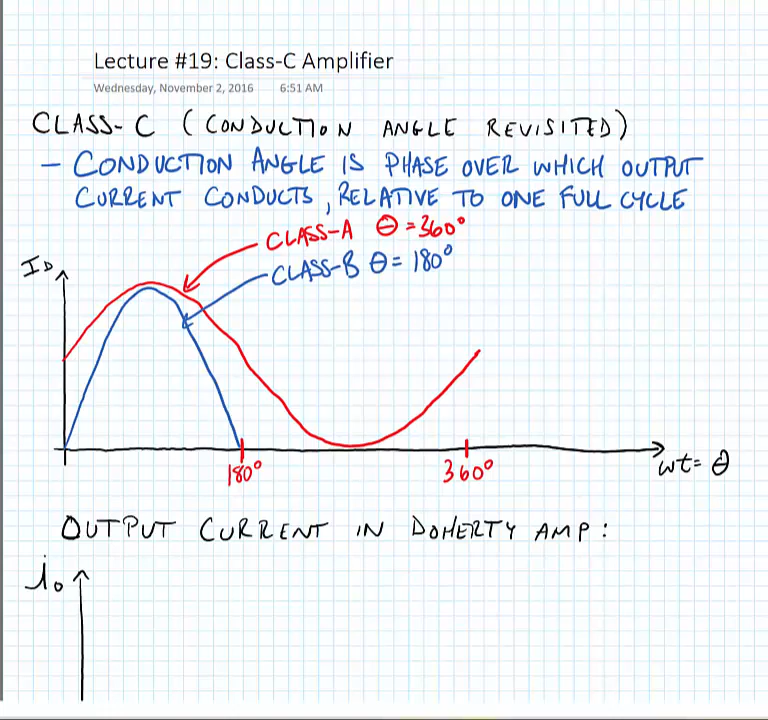 Lecture #19: Class-C Amplifier
Wednesday, November 2, 2016 6:51 AM
CLASS-C (CONDUCTION ANGLE REVISITED)
- CONDUCTION ANGLE IS PHASE OVER WHICH OUTPUT
CURRENT CONDUCTS, RELATIVE TO ONE FULL CYCLE
CLASS-A Θ=360°
CLASS-B Θ=180°
ID
180°
360°
wt=Θ
OUTPUT CURRENT IN DOHERTY AMP:
io